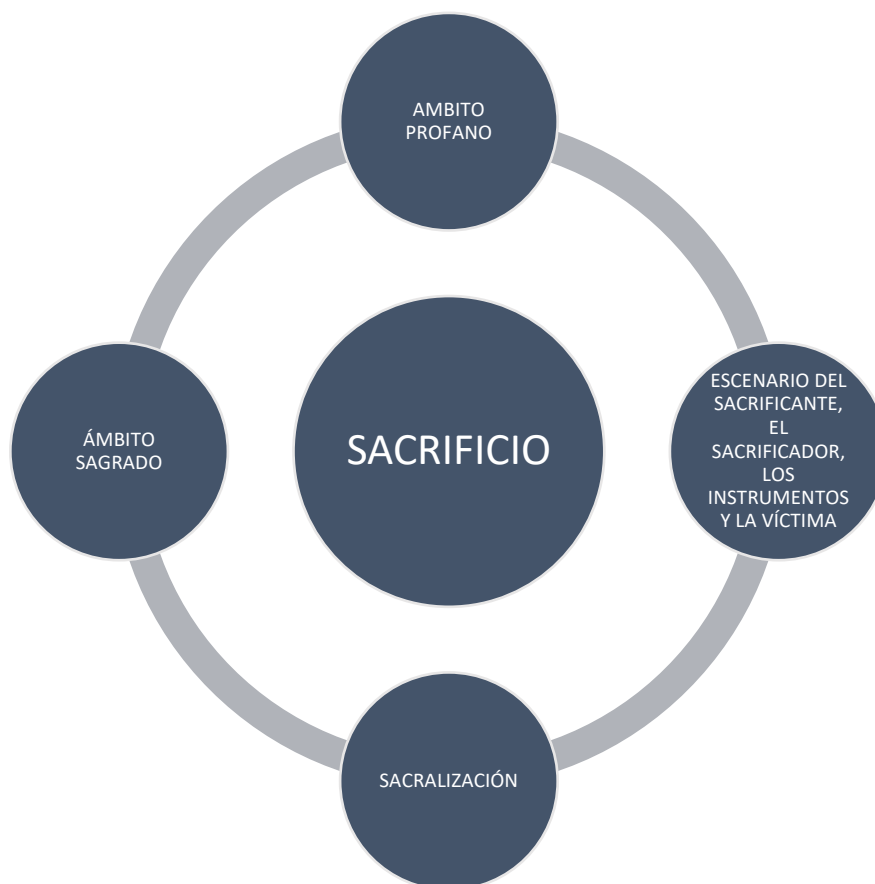 AMBITO
PROFANO
ESCENARIO DEL
SACRIFICANTE,
EL
SACRIFICADOR,
LOS
INSTRUMENTOS
Y LA VÍCTIMA
SACRALIZACIÓN
ÁMBITO
SAGRADO
SACRIFICIO